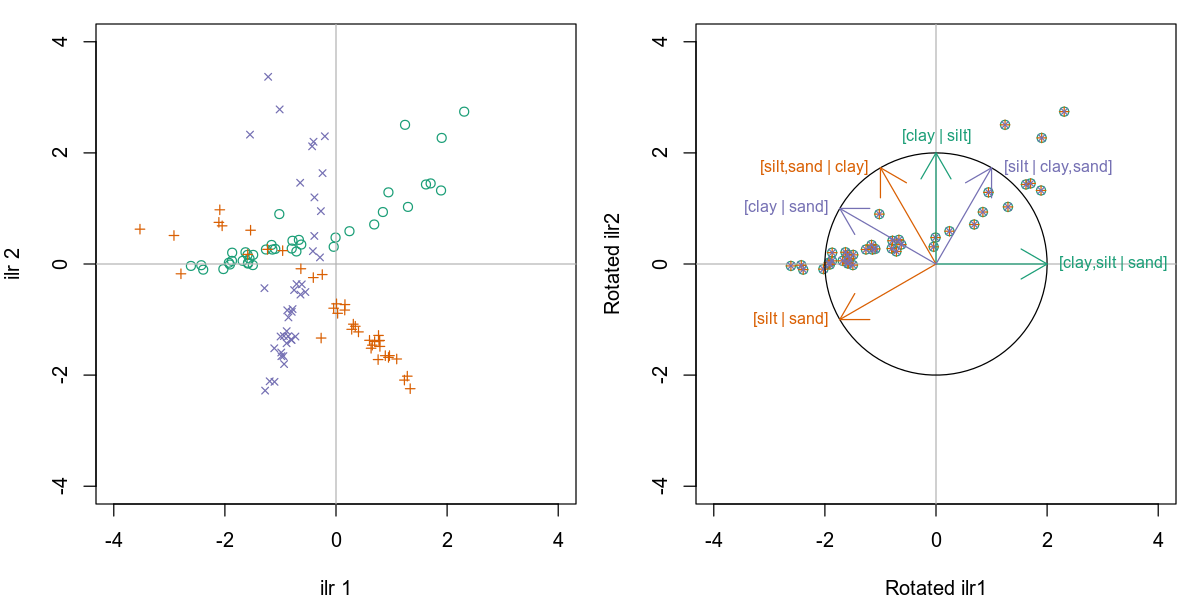 4
2
0
-2
-4
ilr 2
-4 -2 0 2 4
ilr 1
4
2
0
-2
-4
Rotated ilr2
[clay | silt]
[silt,sand | clay]
[silt | clay,sand]
[clay | sand]
[clay,silt | sand]
[silt | sand]
-4 -2 0 2 4
Rotated ilr1